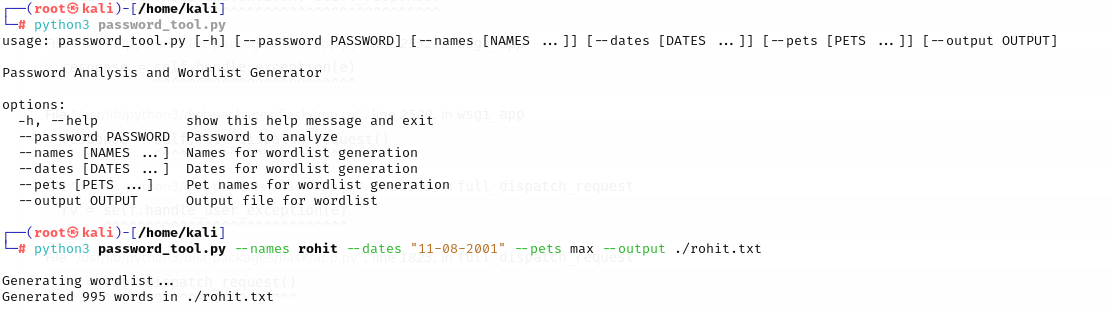 ┌──(root㉿kali)-[/home/kali]
└─# python3 password_tool.py
usage: password_tool.py [-h] [--password PASSWORD] [--names [NAMES ...]] [--dates [DATES ...]] [--pets [PETS ...]] [--output OUTPUT]
Password Analysis and Wordlist Generator
options:
-h, --help show this help message and exit
--password PASSWORD Password to analyze
--names [NAMES ...] Names for wordlist generation
--dates [DATES ...] Dates for wordlist generation
--pets [PETS ...] Pet names for wordlist generation
--output OUTPUT Output file for wordlist
┌──(root㉿kali)-[/home/kali]
└─# python3 password_tool.py --names rohit --dates "11-08-2001" --pets max --output ./rohit.txt
Generating wordlist...
Generated 995 words in ./rohit.txt